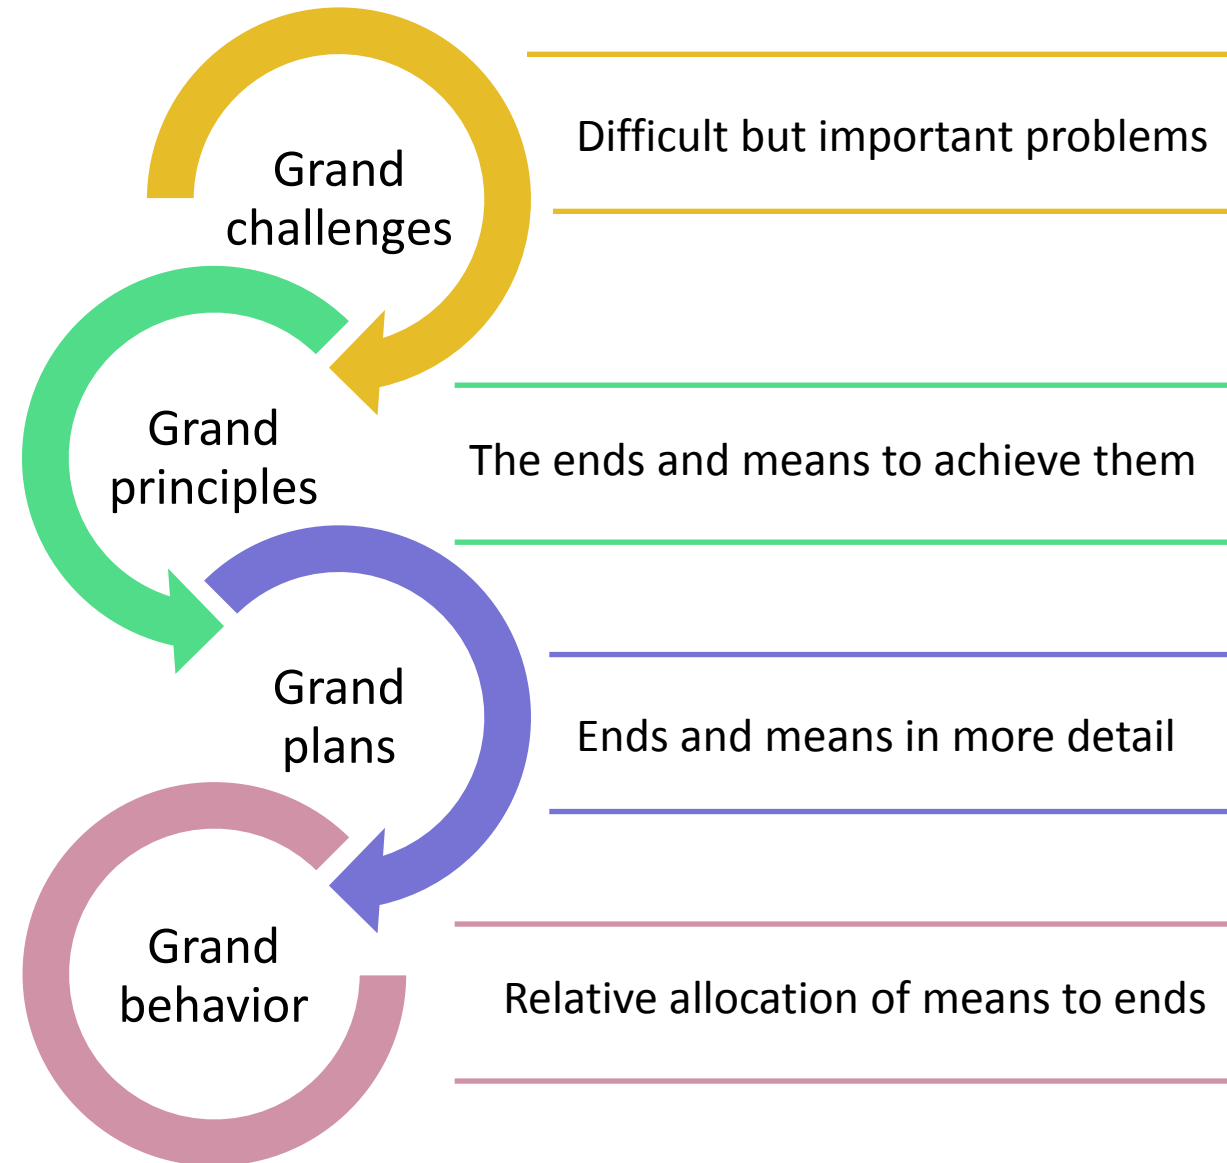 Grand
challenges
Difficult but important problems
Grand
principles
The ends and means to achieve them
Grand
plans
Ends and means in more detail
Grand
behavior
Relative allocation of means to ends